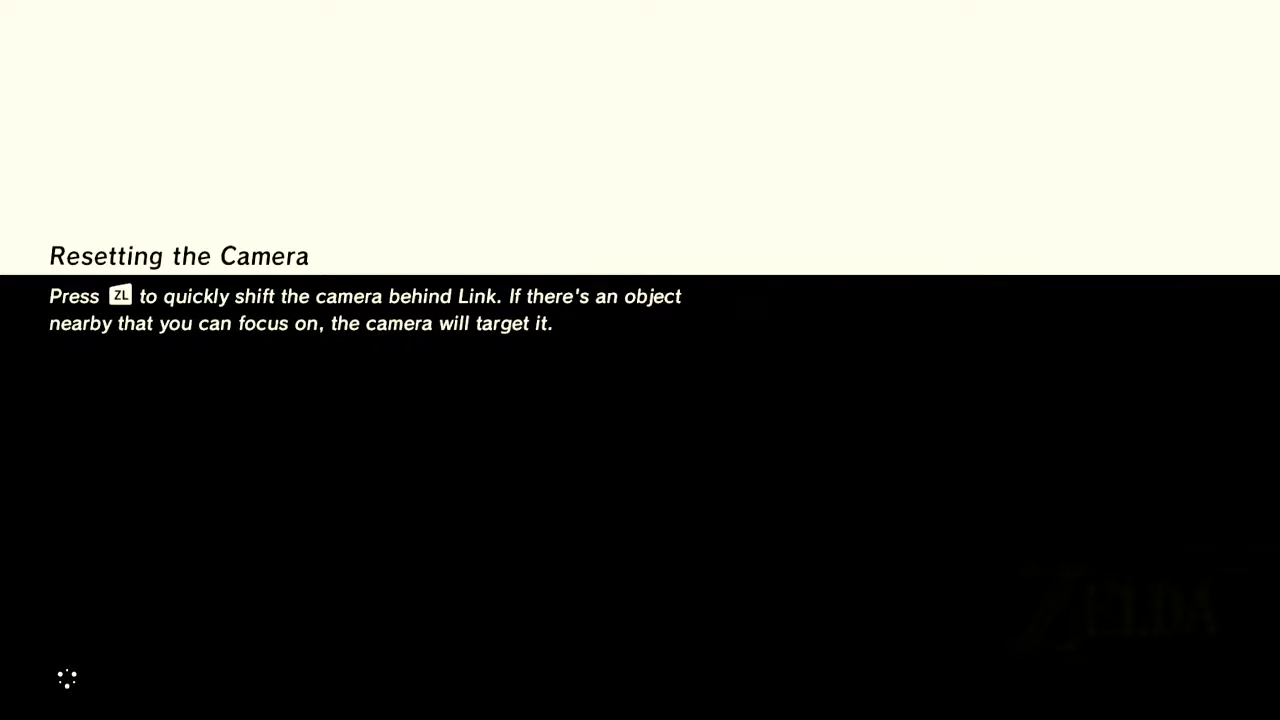 Resetting the Camera
Press ZL to quickly shift the camera behind Link. If there's an object
nearby that you can focus on, the camera will target it.
ZELDA